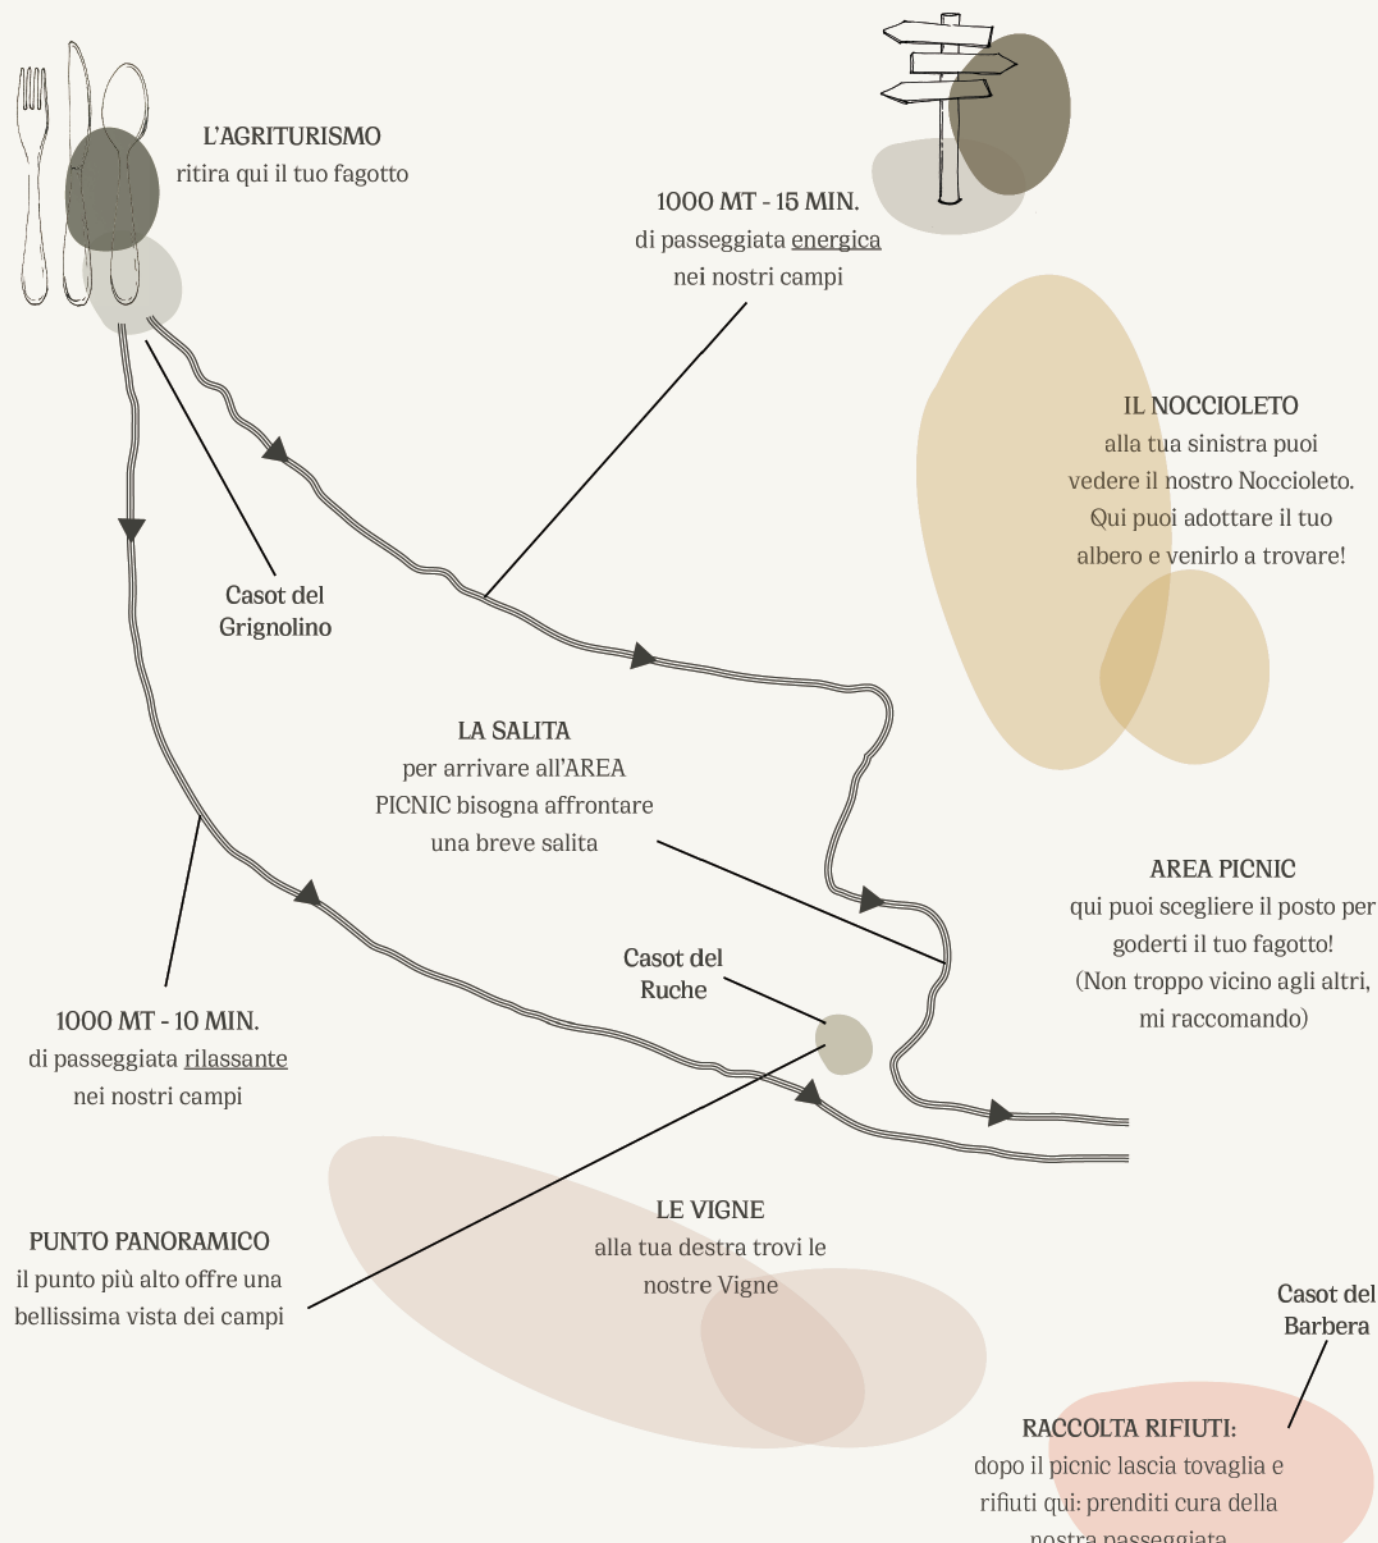 L'AGRITURISMO
ritira qui il tuo fagotto
1000 MT - 15 MIN.
di passeggiata energica
nei nostri campi
IL NOCCIOLETO
alla tua sinistra puoi
vedere il nostro Noccioleto.
Qui puoi adottare il tuo
albero e venirlo a trovare!
Casot del
Grignolino
LA SALITA
per arrivare all'AREA
PICNIC bisogna affrontare
una breve salita
AREA PICNIC
qui puoi scegliere il posto per
goderti il tuo fagotto!
(Non troppo vicino agli altri,
mi raccomando)
Casot del
Ruche
1000 MT - 10 MIN.
di passeggiata rilassante
nei nostri campi
PUNTO PANORAMICO
il punto più alto offre una
bellissima vista dei campi
LE VIGNE
alla tua destra trovi le
nostre Vigne
Casot del
Barbera
RACCOLTA RIFIUTI:
dopo il picnic lascia tovaglia e
rifiuti qui: prenditi cura della
nostra passeggiata